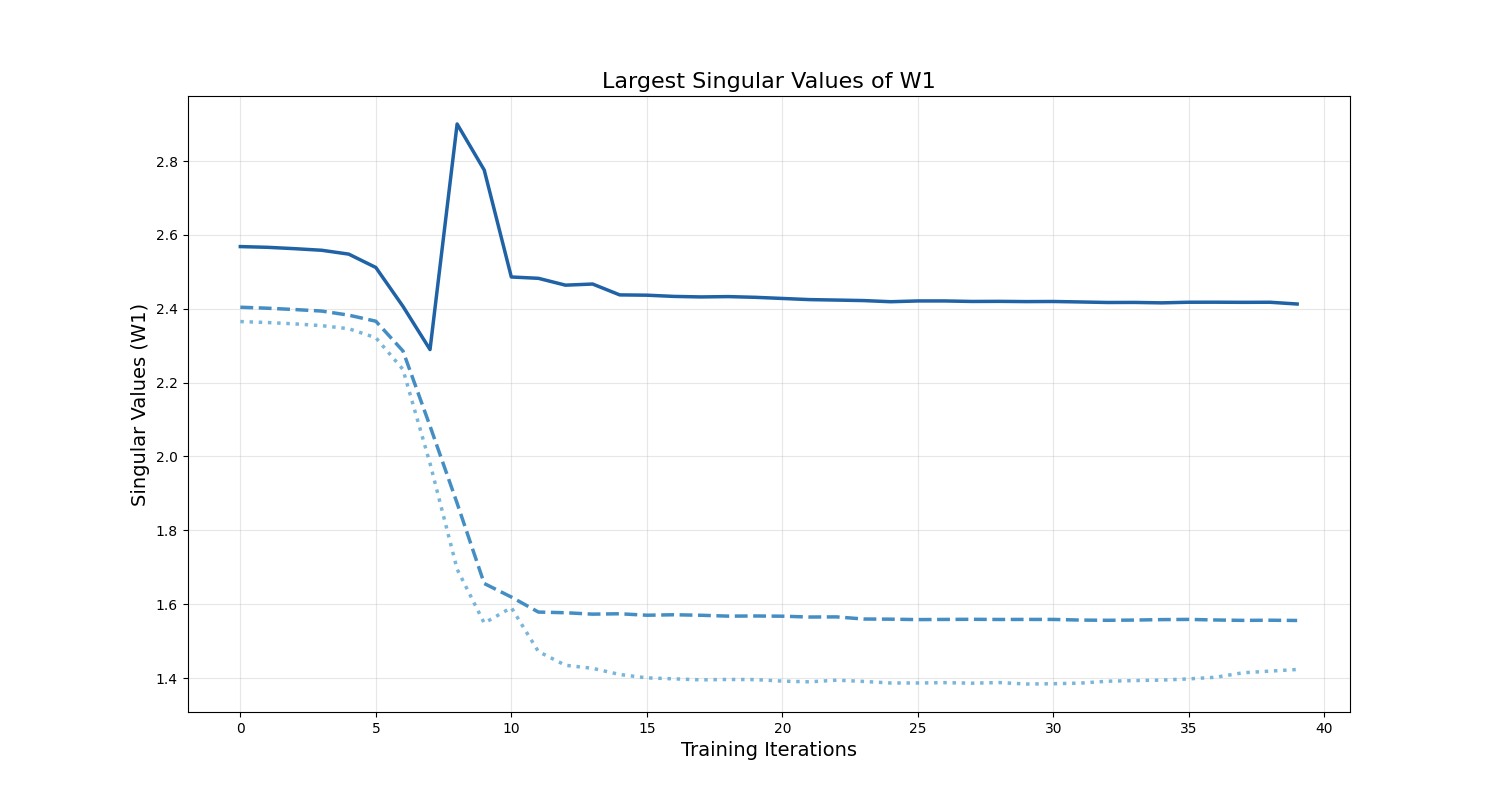 Largest Singular Values of W1
Singular Values (W1)
2.8
2.6
2.4
2.2
2.0
1.8
1.6
1.4
0 5 10 15 20 25 30 35 40
Training Iterations